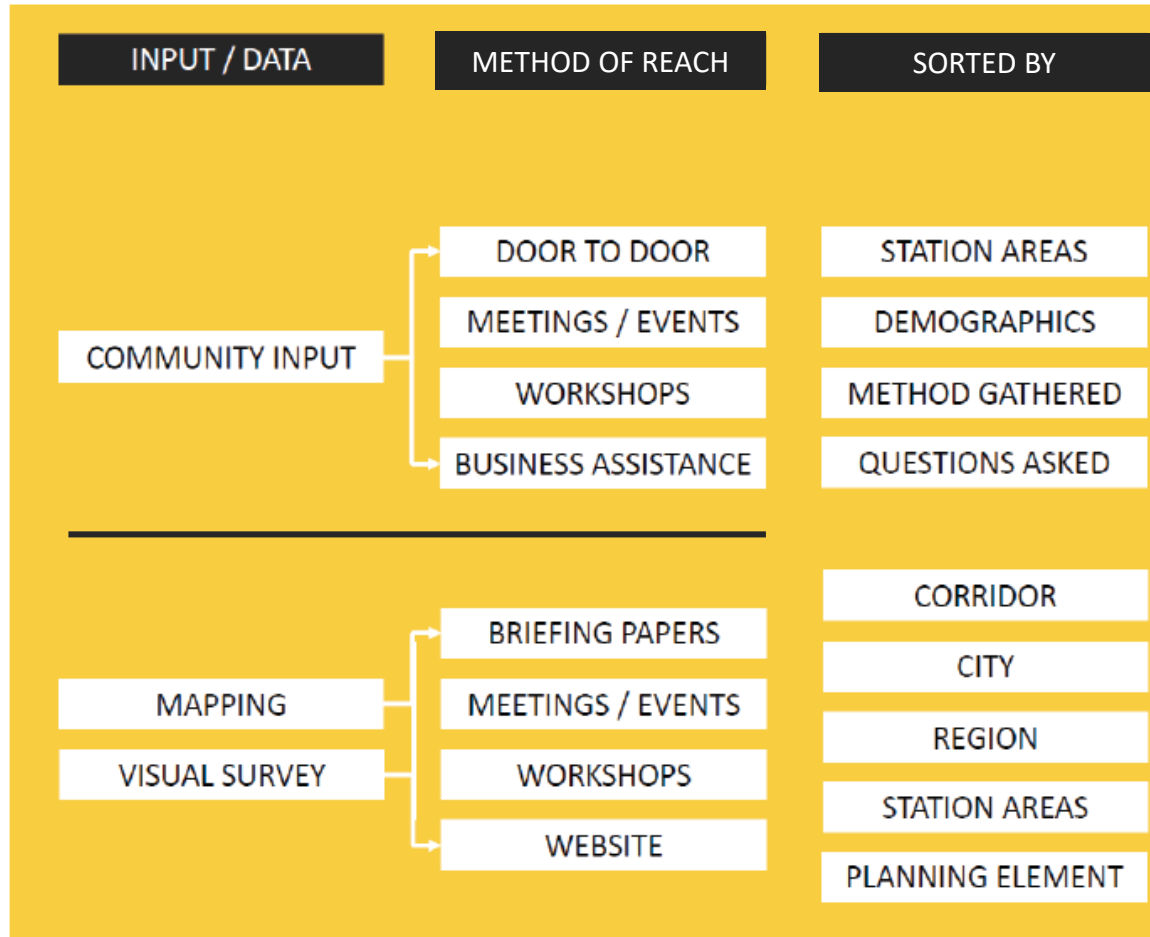 INPUT / DATA
METHOD OF REACH
SORTED BY
COMMUNITY INPUT
DOOR TO DOOR
MEETINGS / EVENTS
WORKSHOPS
BUSINESS ASSISTANCE
STATION AREAS
DEMOGRAPHICS
METHOD GATHERED
QUESTIONS ASKED
MAPPING
VISUAL SURVEY
BRIEFING PAPERS
MEETINGS / EVENTS
WORKSHOPS
WEBSITE
CORRIDOR
CITY
REGION
STATION AREAS
PLANNING ELEMENT